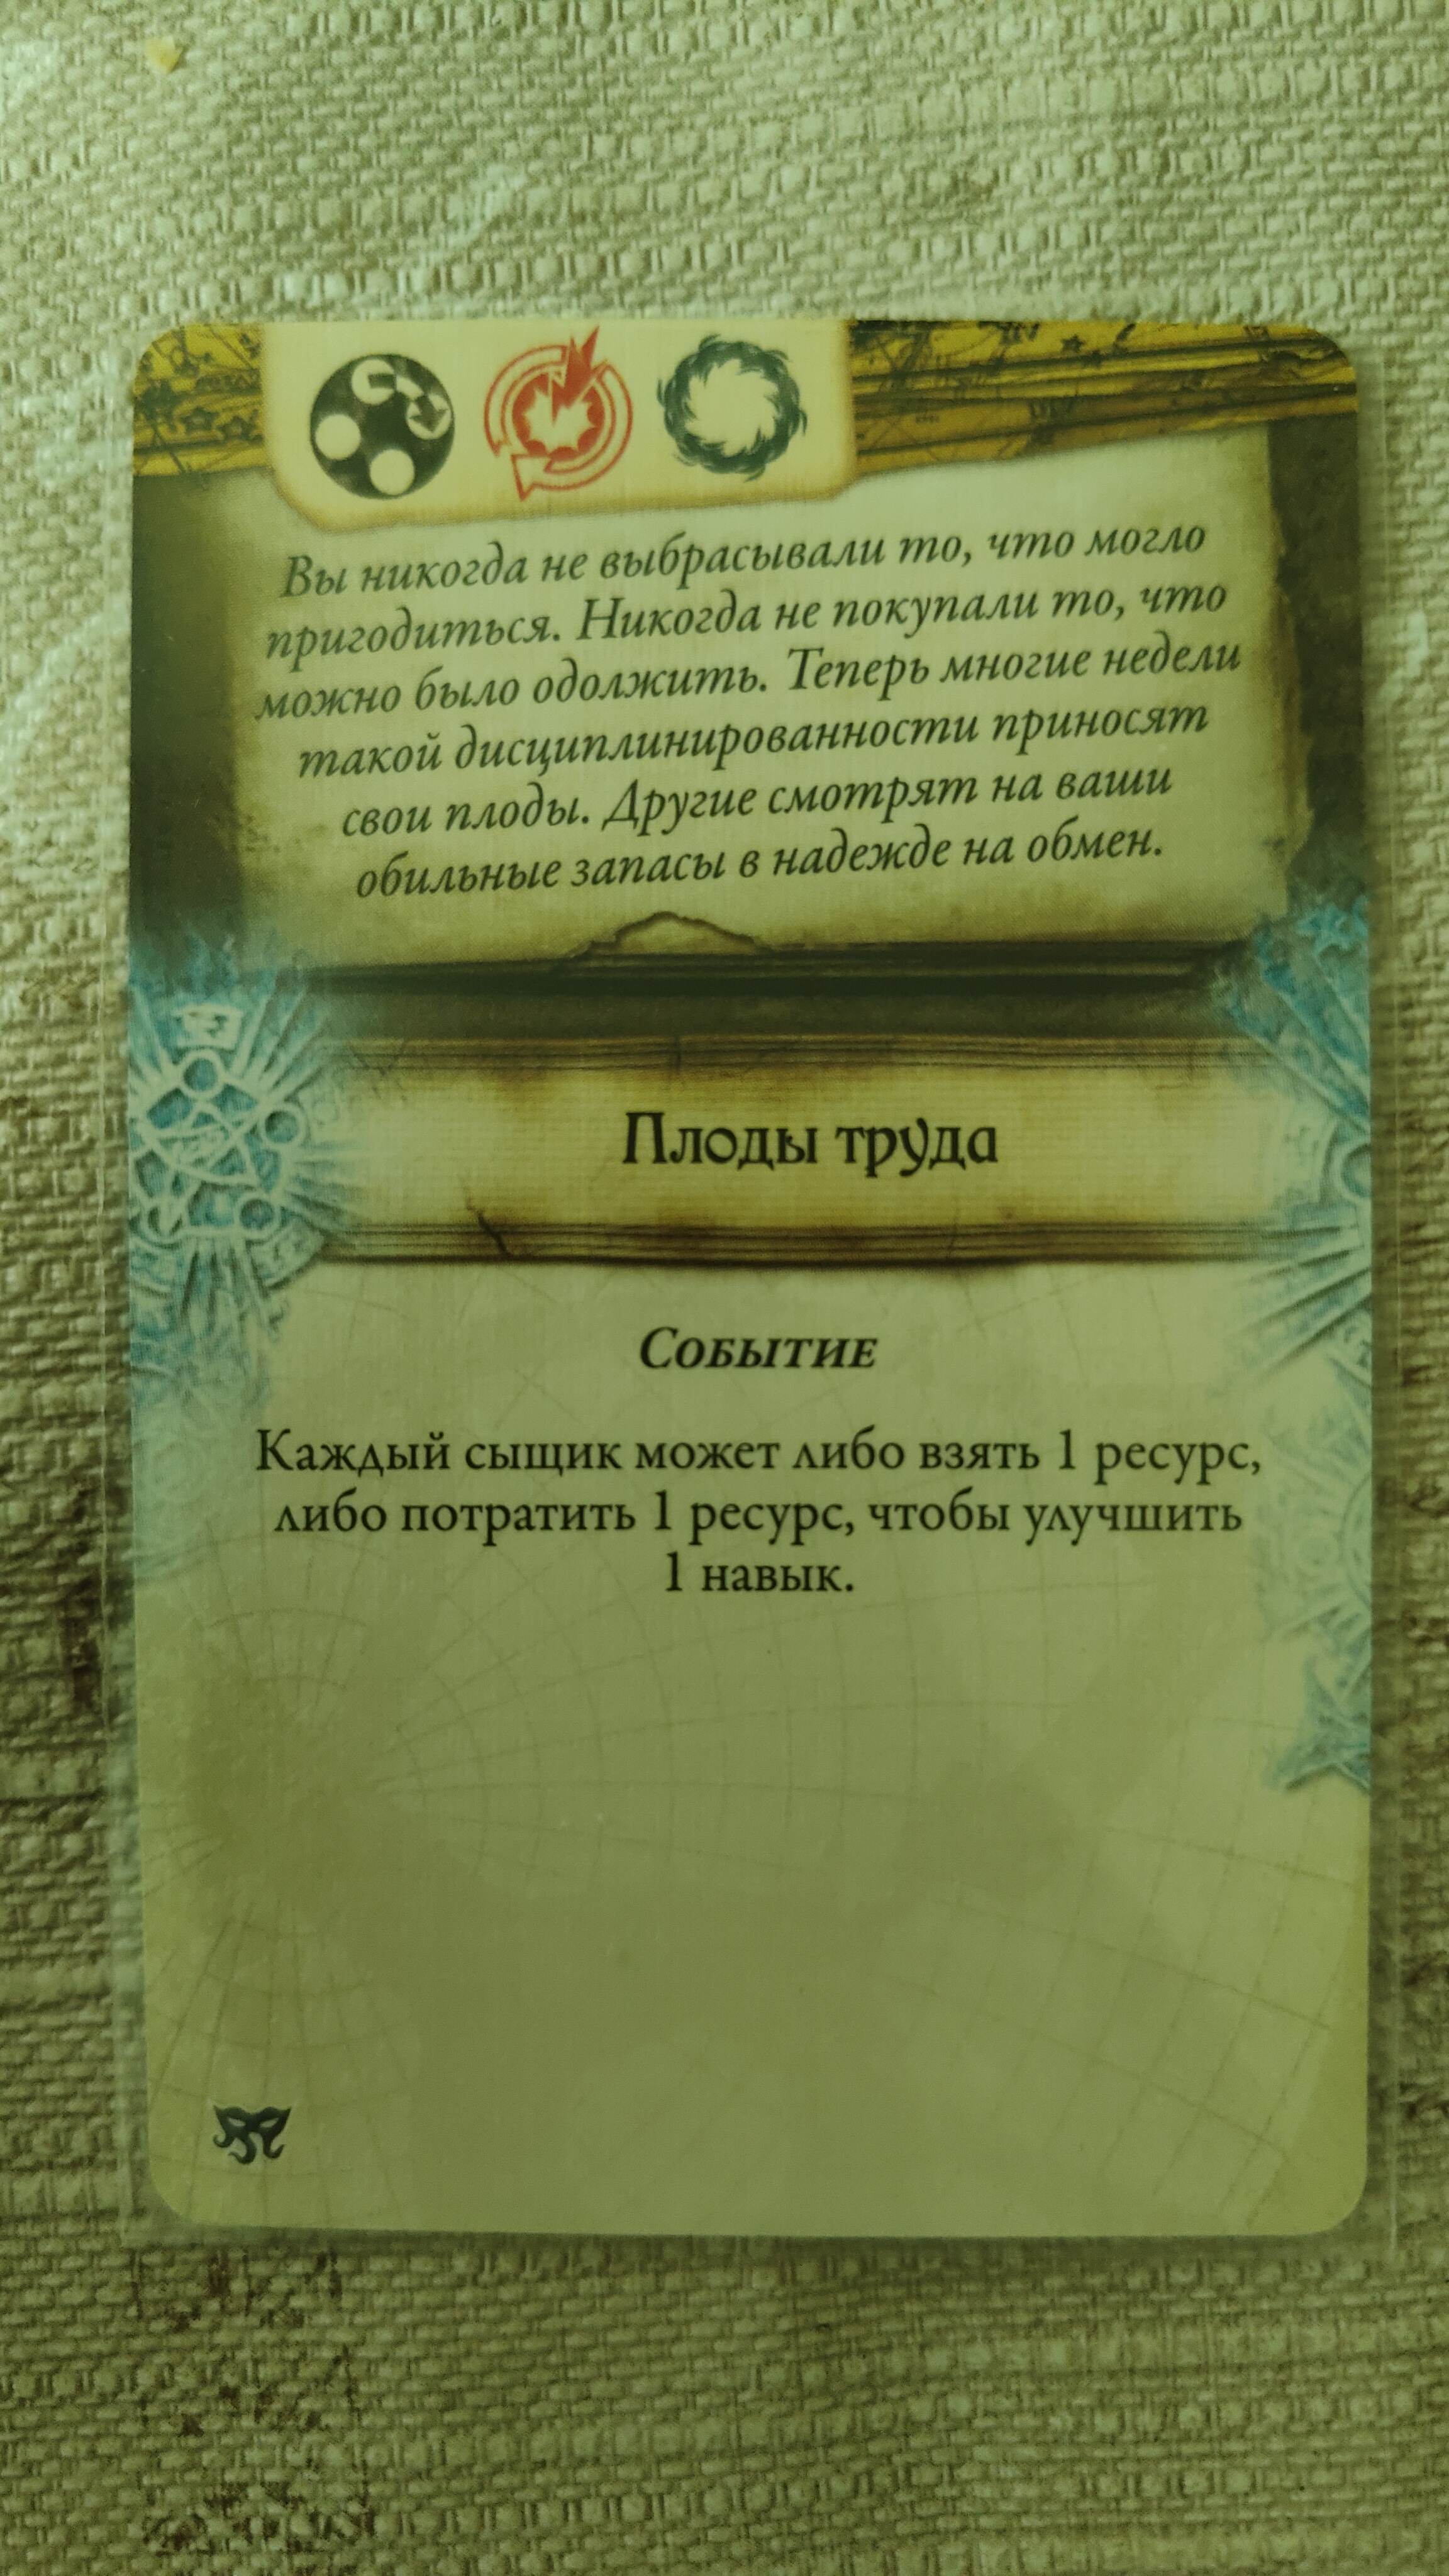 Вы никогда не выбрасывали то, что могло
пригодиться. Никогда не покупали то, что
можно было одолжить. Теперь многие недели
такой дисциплинированности приносят
свои плоды. Другие смотрят на ваши
обильные запасы в надежде на обмен.
Плоды труда
Событие
Каждый сыщик может либо взять 1 ресурс,
либо потратить 1 ресурс, чтобы улучшить
1 навык.